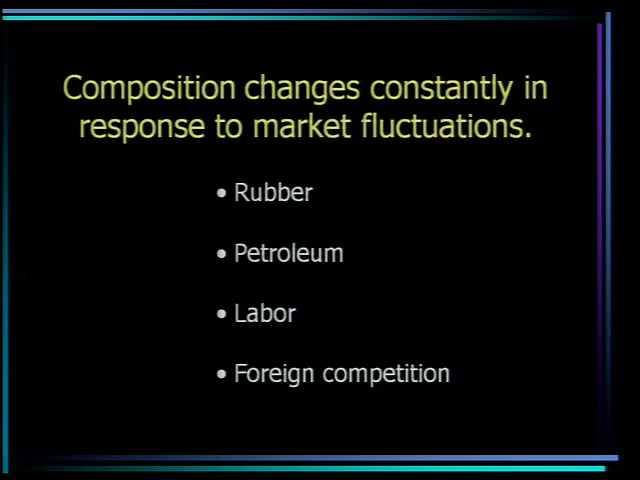 Composition changes constantly in
response to market fluctuations.
• Rubber
• Petroleum
• Labor
• Foreign competition